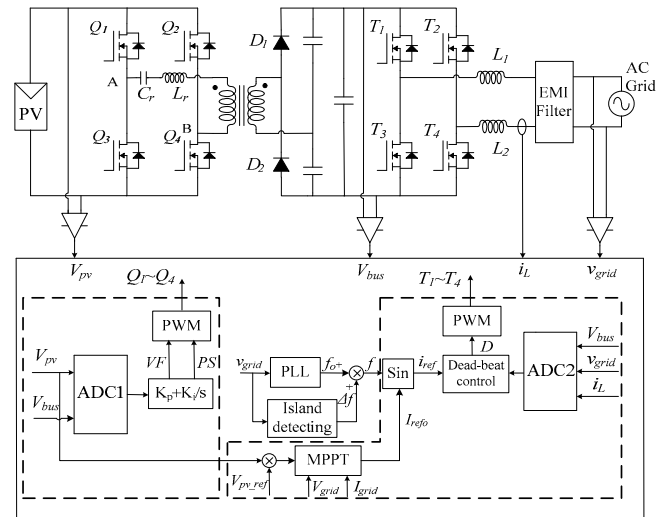 Q1 Q2
D1
T1 T2
L1
AC
Grid
A
Cr Lr
PV
EMI
Filter
Q3 B Q4
D2
T3 T4
L2
Vpv
Vbus
iL
vgrid
Q1~Q4
T1~T4
PWM
PWM
Vpv
VF PS
vgrid
PLL
fo+
f
Sin
iref
D
Dead-beat
control
ADC2
Vbus
vgrid
iL
ADC1
Vbus
Kp+Ki/s
Island
detecting
+
Δf
Irefo
MPPT
Vpv_ref
Vgrid
Igrid